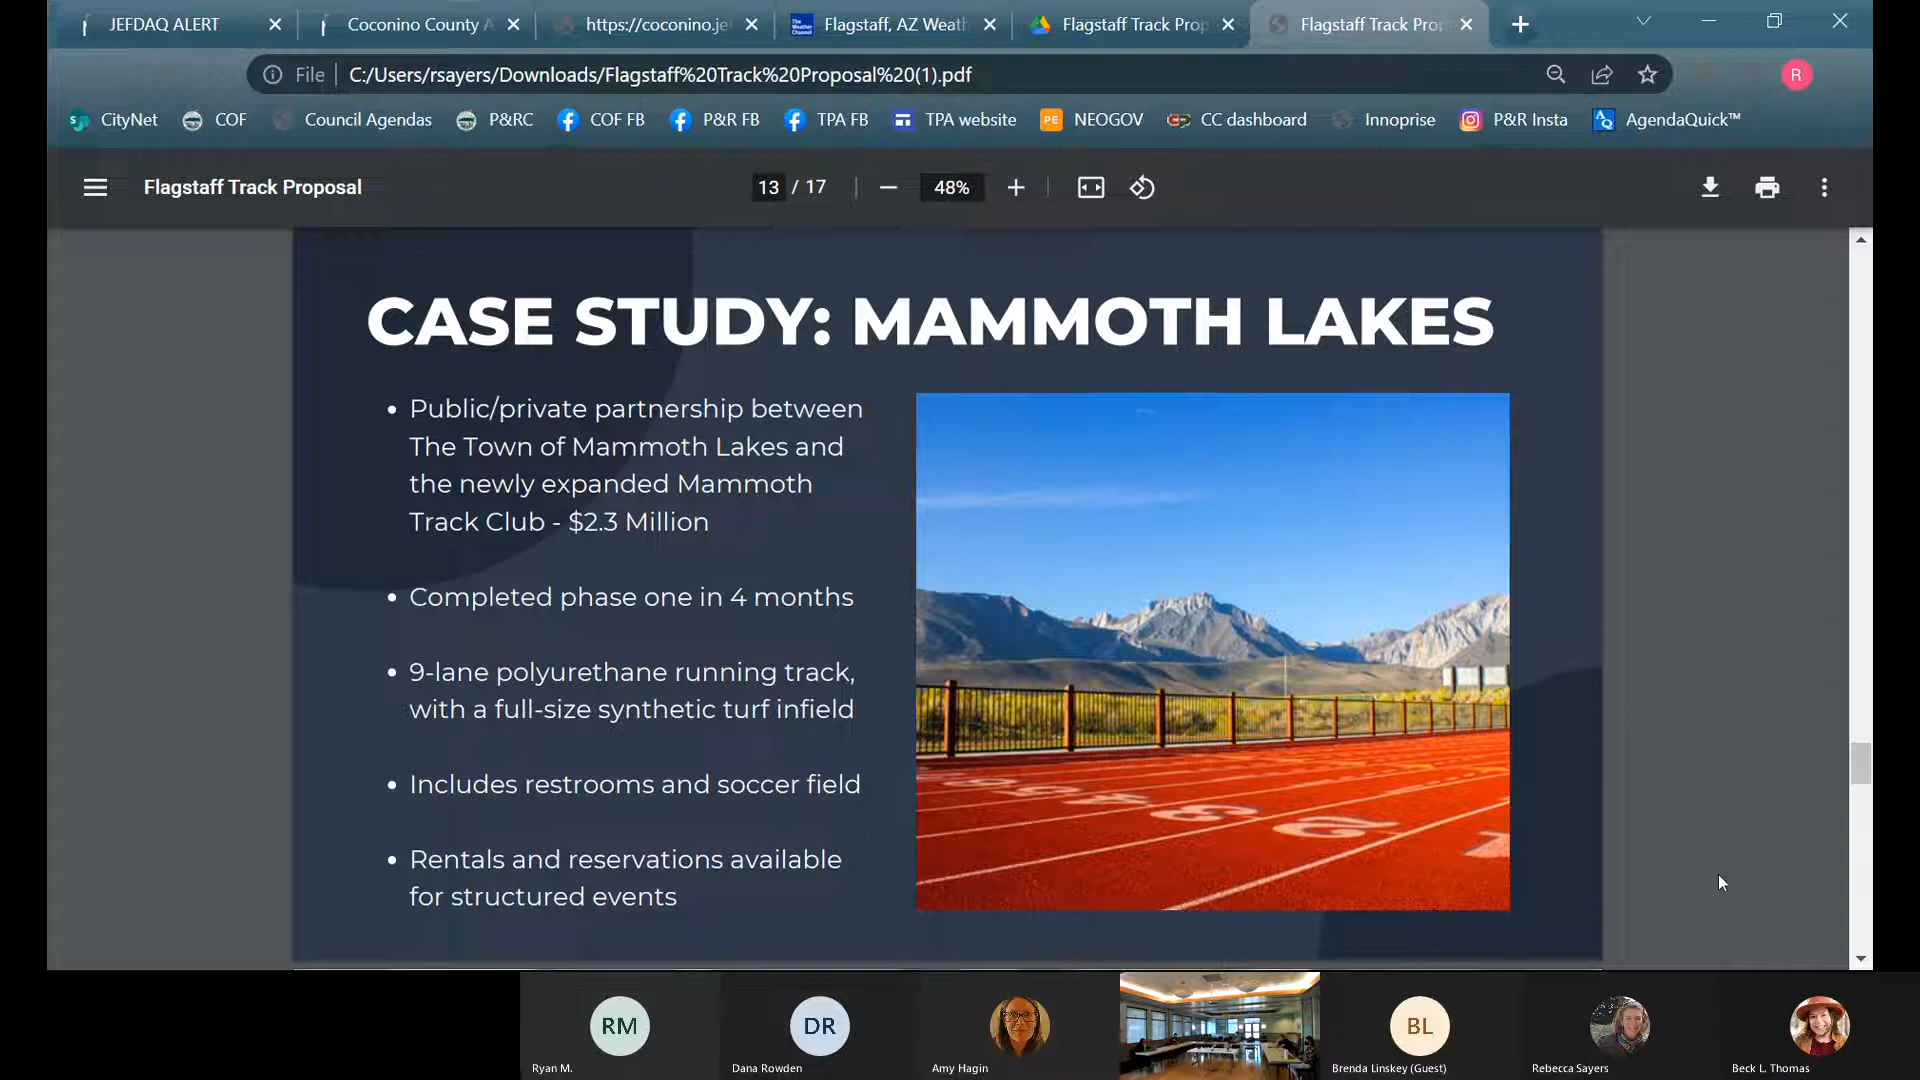 JEFDAQ ALERT
Coconino County A
https://coconino.je
Flagstaff, AZ Weath
Flagstaff Track Prop
Flagstaff Track Prop
File
C:/Users/rsayers/Downloads/Flagstaff%20Track%20Proposal%20(1).pdf
R
CityNet
COF
Council Agendas
P&RC
COF FB
P&R FB
TPA FB
TPA website
PE
NEOGOV
CC dashboard
Innoprise
P&R Insta
AgendaQuick™
Flagstaff Track Proposal
13 / 17
48%
CASE STUDY: MAMMOTH LAKES
• Public/private partnership between
The Town of Mammoth Lakes and
the newly expanded Mammoth
Track Club - $2.3 Million
• Completed phase one in 4 months
• 9-lane polyurethane running track,
with a full-size synthetic turf infield
• Includes restrooms and soccer field
• Rentals and reservations available
for structured events
RM
DR
BL
Ryan M.
Dana Rowden
Amy Hagin
Brenda Linskey (Guest)
Rebecca Sayers
Beck L. Thomas